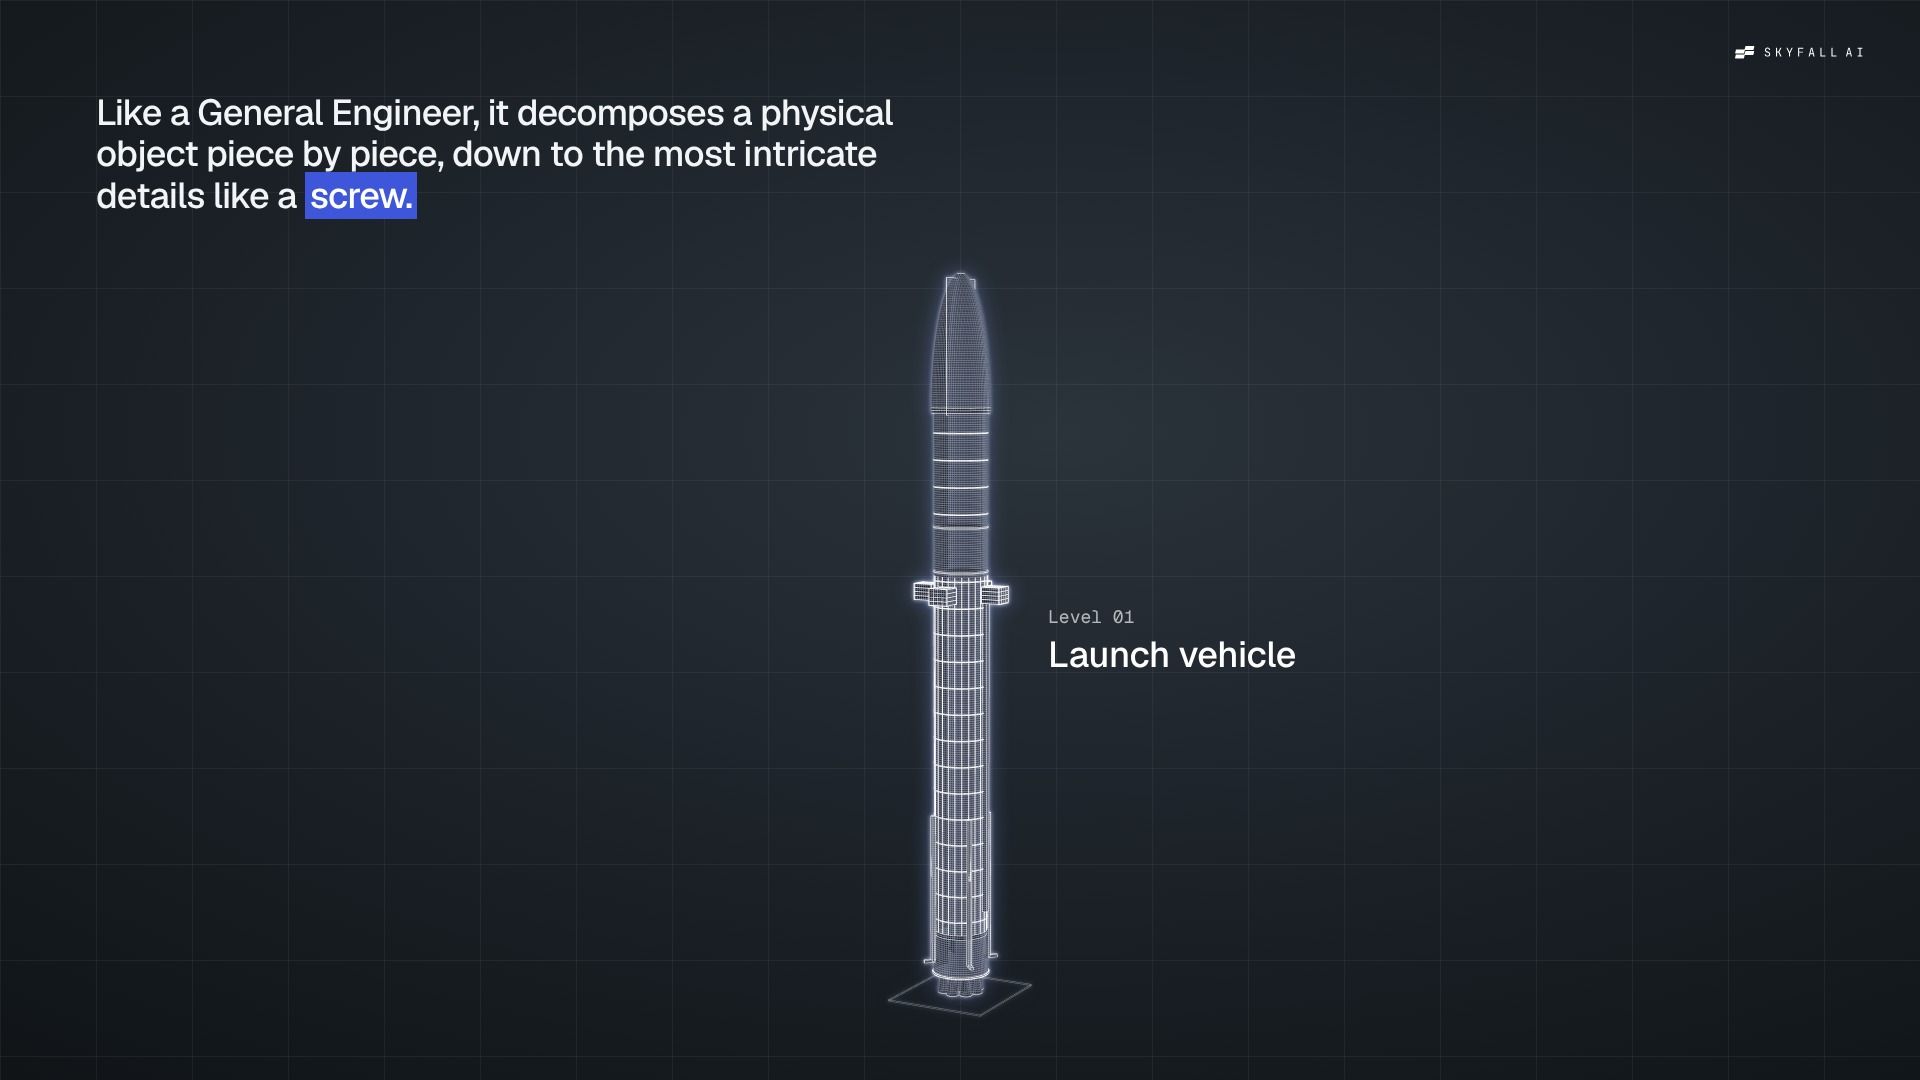 SKYFALL AI
Like a General Engineer, it decomposes a physical
object piece by piece, down to the most intricate
details like a screw.
Level 01
Launch vehicle